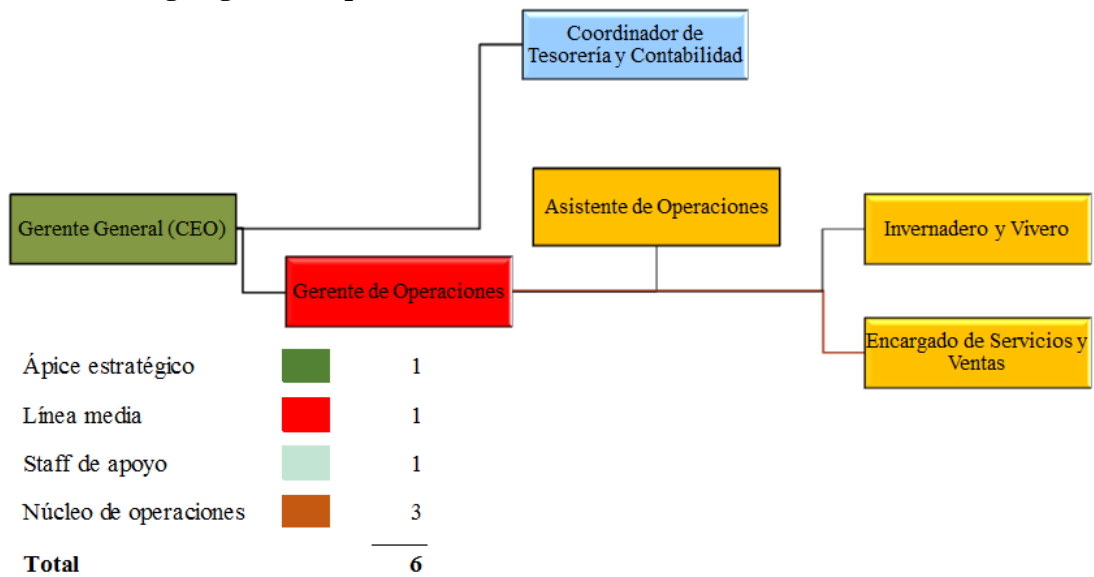 Coordinador de
Tesorería y Contabilidad
Asistente de Operaciones
Gerente General (CEO)
Invernadero y Vivero
Gerente de Operaciones
Encargado de Servicios y
Ventas
Ápice estratégico 1
Línea media 1
Staff de apoyo 1
Núcleo de operaciones 3
Total 6